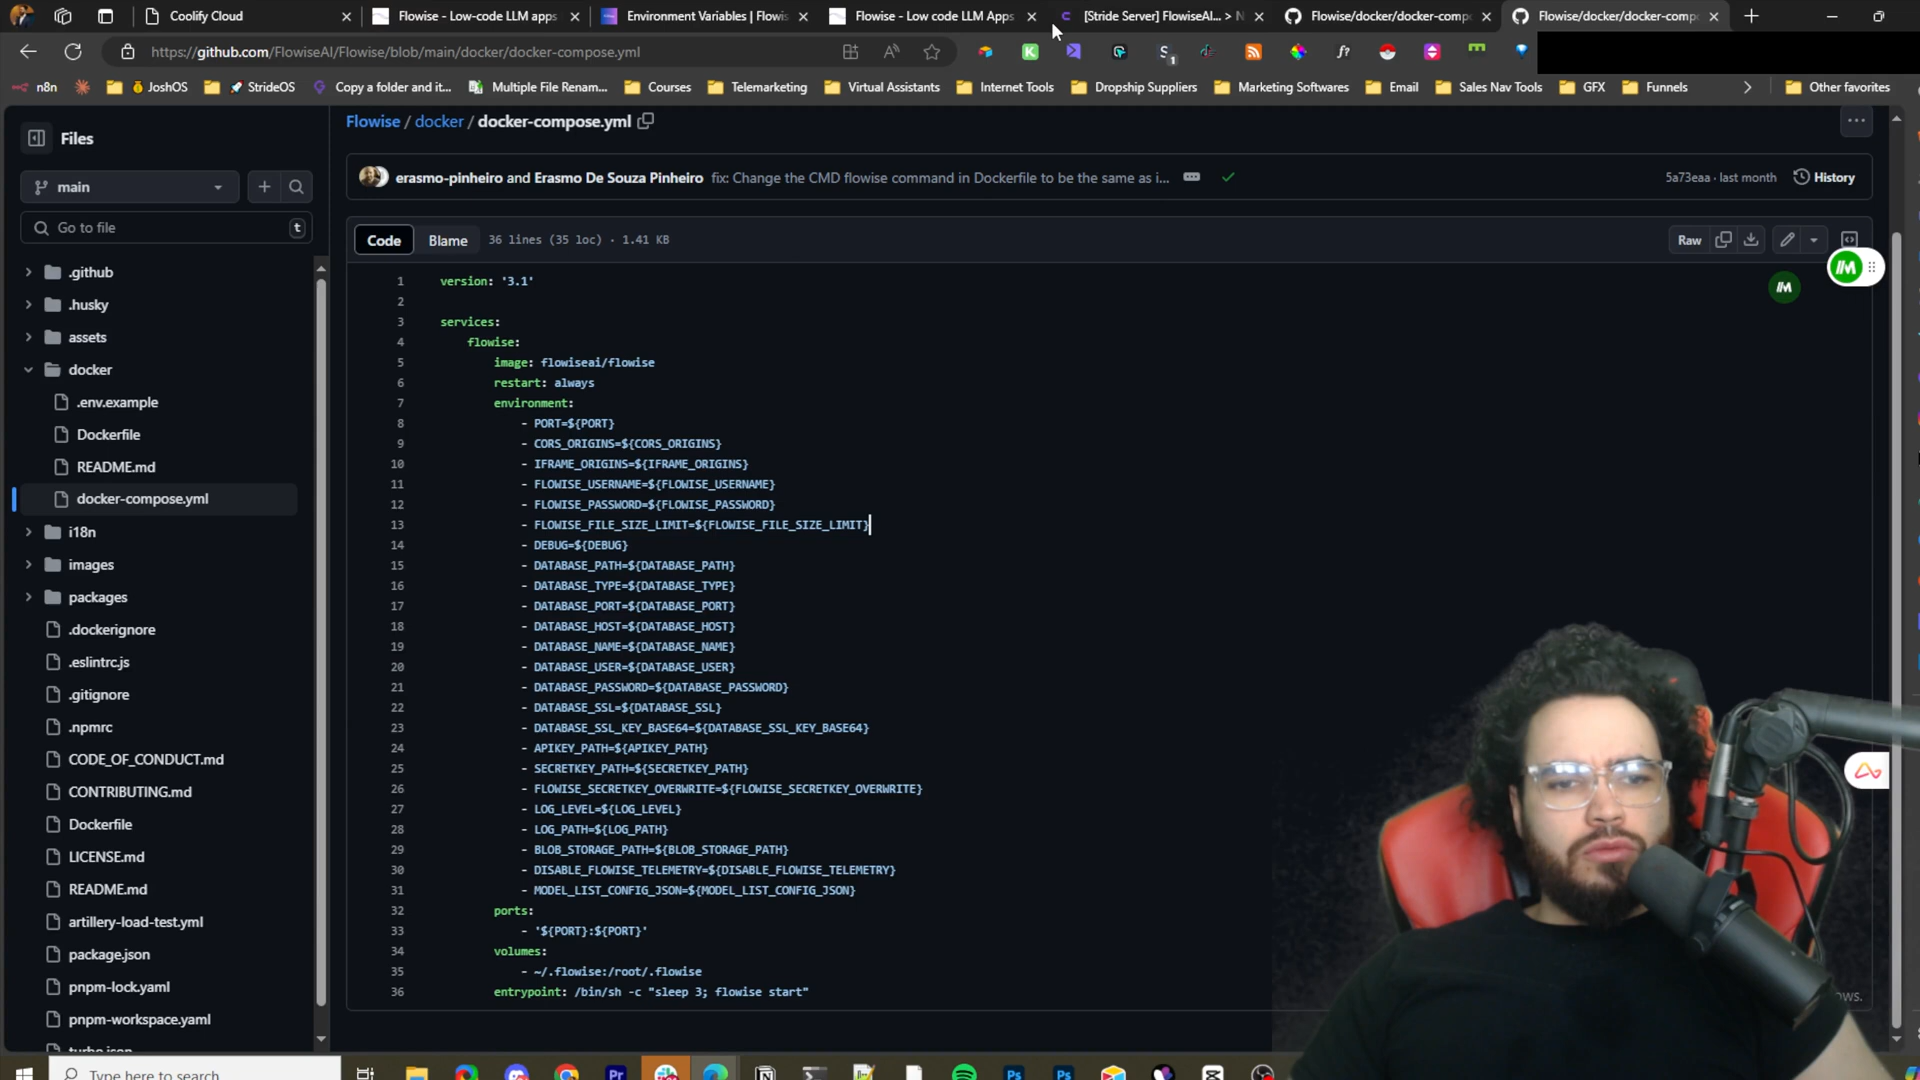 Coolify Cloud
Flowise - Low-code LLM apps
Environment Variables | Flowis
Flowise - Low code LLM Apps
[Stride Server] FlowiseAI... > N
Flowise/docker/docker-comp
Flowise/docker/docker-comp
https://github.com/FlowiseAI/Flowise/blob/main/docker/docker-compose.yml
n8n
JoshOS
StrideOS
Copy a folder and it...
Multiple File Renam...
Courses
Telemarketing
Virtual Assistants
Internet Tools
Dropship Suppliers
Marketing Softwares
Email
Sales Nav Tools
GFX
Funnels
Other favorites
Files
Flowise / docker / docker-compose.yml
main
Go to file
t
erasmo-pinheiro and Erasmo De Souza Pinheiro fix: Change the CMD flowise command in Dockerfile to be the same as i...
5a73eaa · last month
History
Code
Blame
36 lines (35 loc) · 1.41 KB
Raw
.github
.husky
assets
docker
.env.example
Dockerfile
README.md
docker-compose.yml
i18n
images
packages
.dockerignore
.eslintrc.js
.gitignore
.npmrc
CODE_OF_CONDUCT.md
CONTRIBUTING.md
Dockerfile
LICENSE.md
README.md
artillery-load-test.yml
package.json
pnpm-lock.yaml
pnpm-workspace.yaml
turbo.json
1 version: '3.1'
2
3 services:
4 flowise:
5 image: flowiseai/flowise
6 restart: always
7 environment:
8 - PORT=${PORT}
9 - CORS_ORIGINS=${CORS_ORIGINS}
10 - IFRAME_ORIGINS=${IFRAME_ORIGINS}
11 - FLOWISE_USERNAME=${FLOWISE_USERNAME}
12 - FLOWISE_PASSWORD=${FLOWISE_PASSWORD}
13 - FLOWISE_FILE_SIZE_LIMIT=${FLOWISE_FILE_SIZE_LIMIT}
14 - DEBUG=${DEBUG}
15 - DATABASE_PATH=${DATABASE_PATH}
16 - DATABASE_TYPE=${DATABASE_TYPE}
17 - DATABASE_PORT=${DATABASE_PORT}
18 - DATABASE_HOST=${DATABASE_HOST}
19 - DATABASE_NAME=${DATABASE_NAME}
20 - DATABASE_USER=${DATABASE_USER}
21 - DATABASE_PASSWORD=${DATABASE_PASSWORD}
22 - DATABASE_SSL=${DATABASE_SSL}
23 - DATABASE_SSL_KEY_BASE64=${DATABASE_SSL_KEY_BASE64}
24 - APIKEY_PATH=${APIKEY_PATH}
25 - SECRETKEY_PATH=${SECRETKEY_PATH}
26 - FLOWISE_SECRETKEY_OVERWRITE=${FLOWISE_SECRETKEY_OVERWRITE}
27 - LOG_LEVEL=${LOG_LEVEL}
28 - LOG_PATH=${LOG_PATH}
29 - BLOB_STORAGE_PATH=${BLOB_STORAGE_PATH}
30 - DISABLE_FLOWISE_TELEMETRY=${DISABLE_FLOWISE_TELEMETRY}
31 - MODEL_LIST_CONFIG_JSON=${MODEL_LIST_CONFIG_JSON}
32 ports:
33 - '${PORT}:${PORT}'
34 volumes:
35 - ~/.flowise:/root/.flowise
36 entrypoint: /bin/sh -c "sleep 3; flowise start"
Type here to search